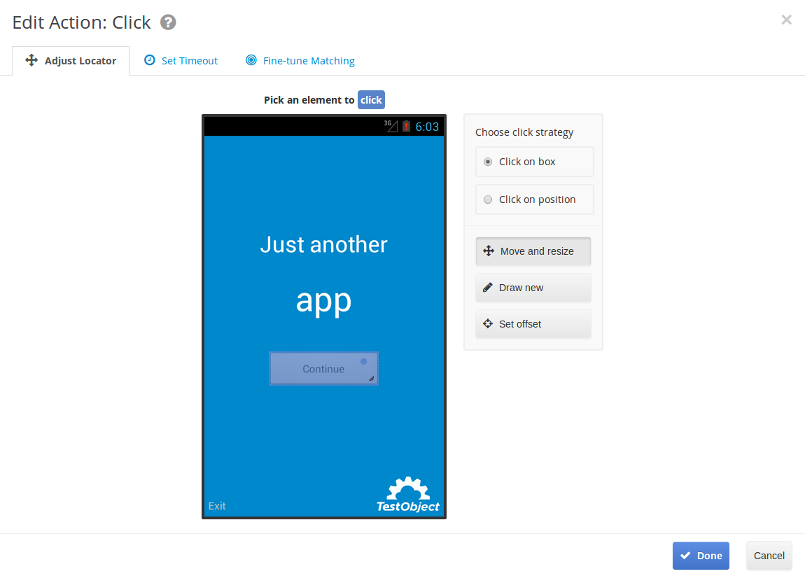 Edit Action: Click ?
×
Adjust Locator Set Timeout Fine-tune Matching
Pick an element to click
3G 6:03
Just another
app
Continue
Exit
TestObject
Choose click strategy
Click on box
Click on position
Move and resize
Draw new
Set offset
Done Cancel